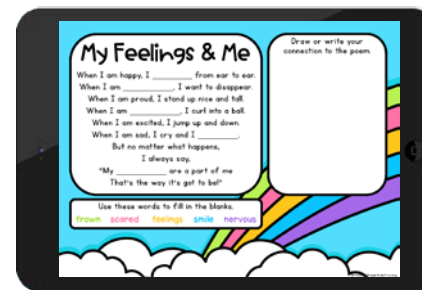 My Feelings & Me
When I am happy, I __________ from ear to ear.
When I am ____________, I want to disappear.
When I am proud, I stand up nice and tall.
When I am ____________, I curl into a ball.
When I am excited, I jump up and down.
When I am sad, I cry and I __________.
But no matter what happens,
I always say,
"My ____________ are a part of me
That's the way it's got to be!"
Use these words to fill in the blanks.
frown scared feelings smile nervous
Draw or write your
connection to the poem.